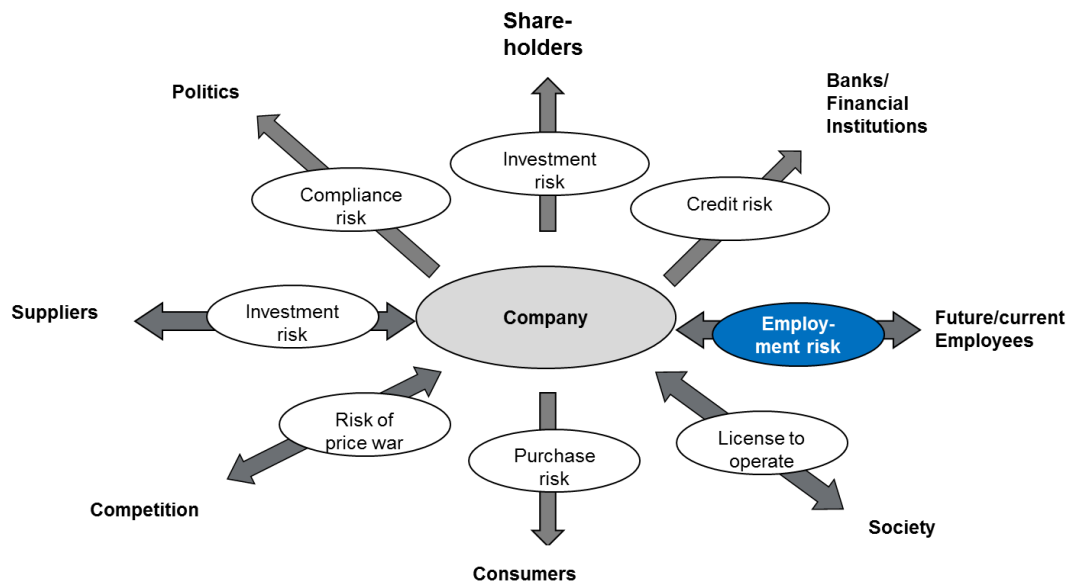 Share-
holders
Politics
Banks/
Financial
Institutions
Investment
risk
Compliance
risk
Credit risk
Suppliers
Investment
risk
Company
Employ-
ment risk
Future/current
Employees
Risk of
price war
Purchase
risk
License to
operate
Competition
Society
Consumers